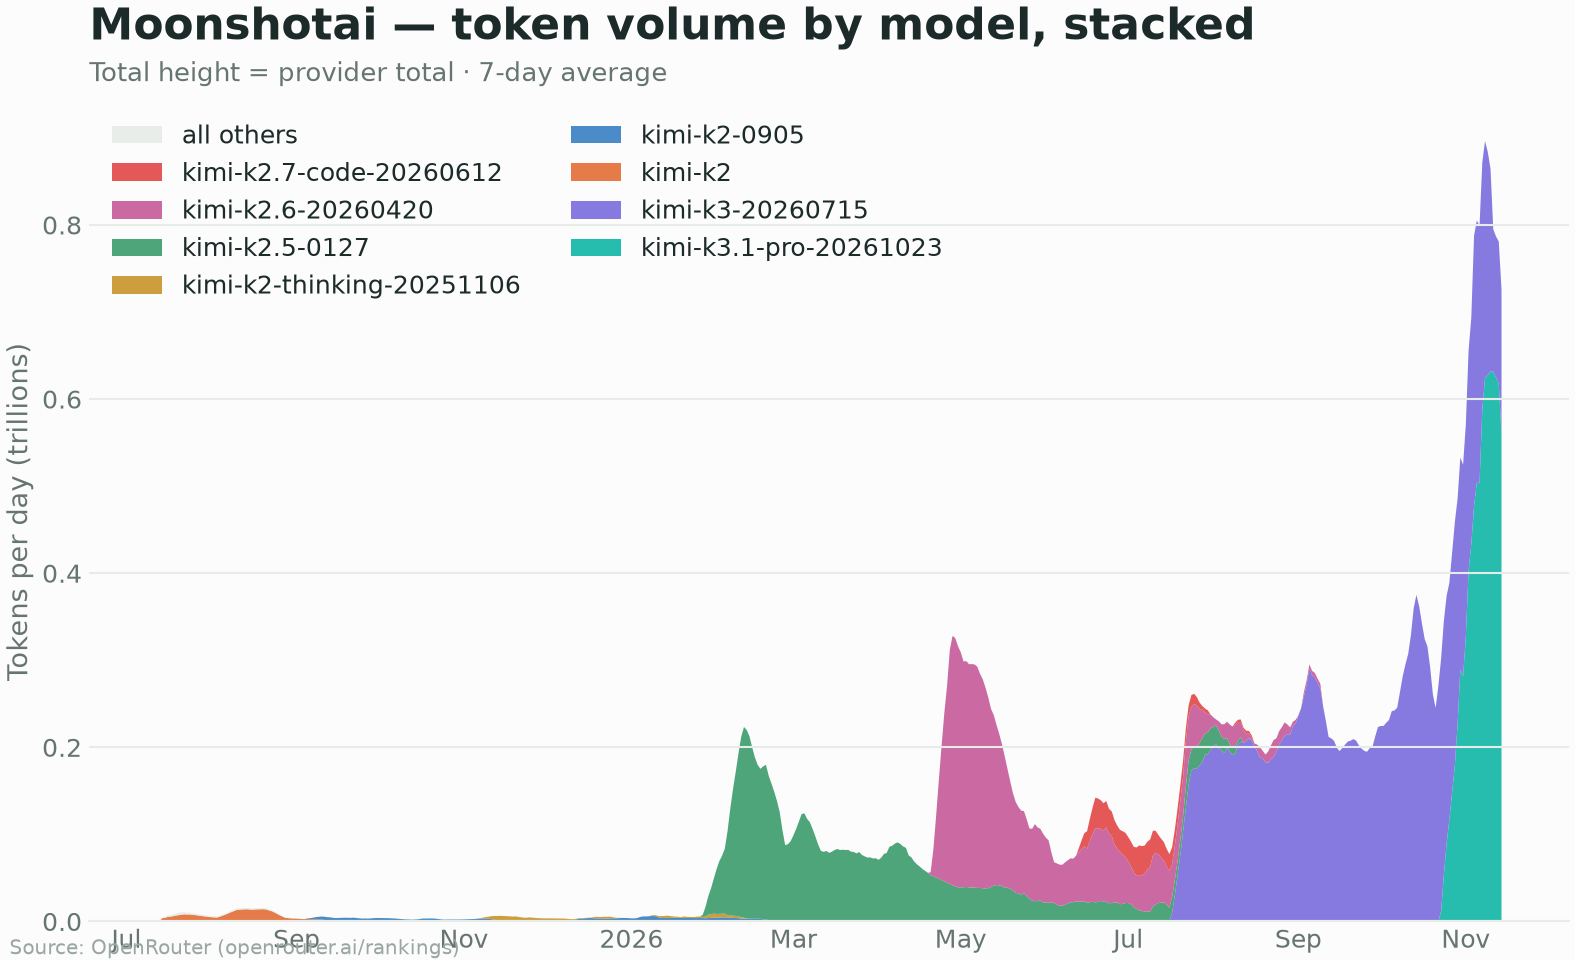 Moonshotai — token volume by model, stacked
Total height = provider total · 7-day average
all others
kimi-k2.7-code-20260612
kimi-k2.6-20260420
kimi-k2.5-0127
kimi-k2-thinking-20251106
kimi-k2-0905
kimi-k2
kimi-k3-20260715
kimi-k3.1-pro-20261023
Tokens per day (trillions)
0.8
0.6
0.4
0.2
0.0
Jul Sep Nov 2026 Mar May Jul Sep Nov
Source: OpenRouter (openrouter.ai/rankings)